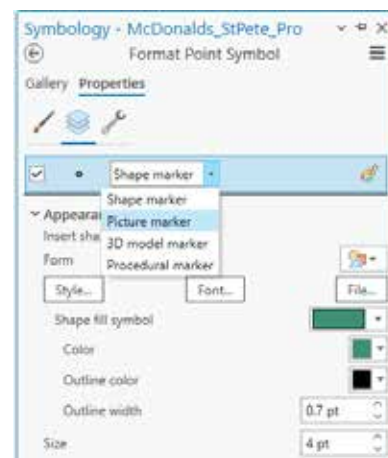 Symbology - McDonalds_StPete_Pro
Format Point Symbol
Gallery Properties
Shape marker
Shape marker
Picture marker
3D model marker
Procedural marker
Appeara
Insert sha
Form
Style... Font... File...
Shape fill symbol
Color
Outline color
Outline width 0.7 pt
Size 4 pt